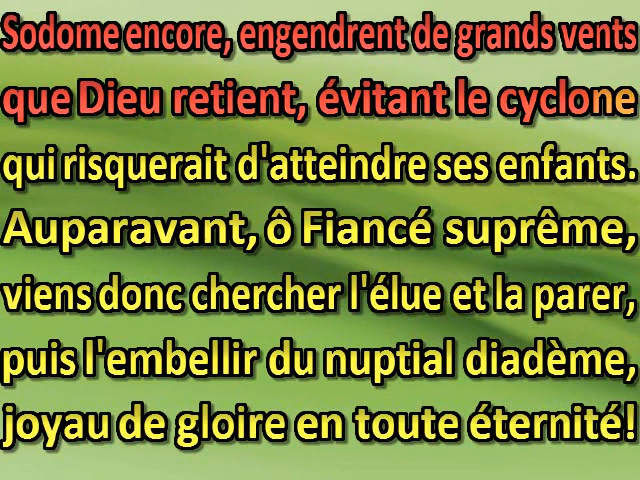 Sodome encore, engendrent de grands vents
que Dieu retient, évitant le cyclone
qui risquerait d'atteindre ses enfants.
Auparavant, ô Fiancé suprême,
viens donc chercher l'élue et la parer,
puis l'embellir du nuptial diadème,
joyau de gloire en toute éternité!